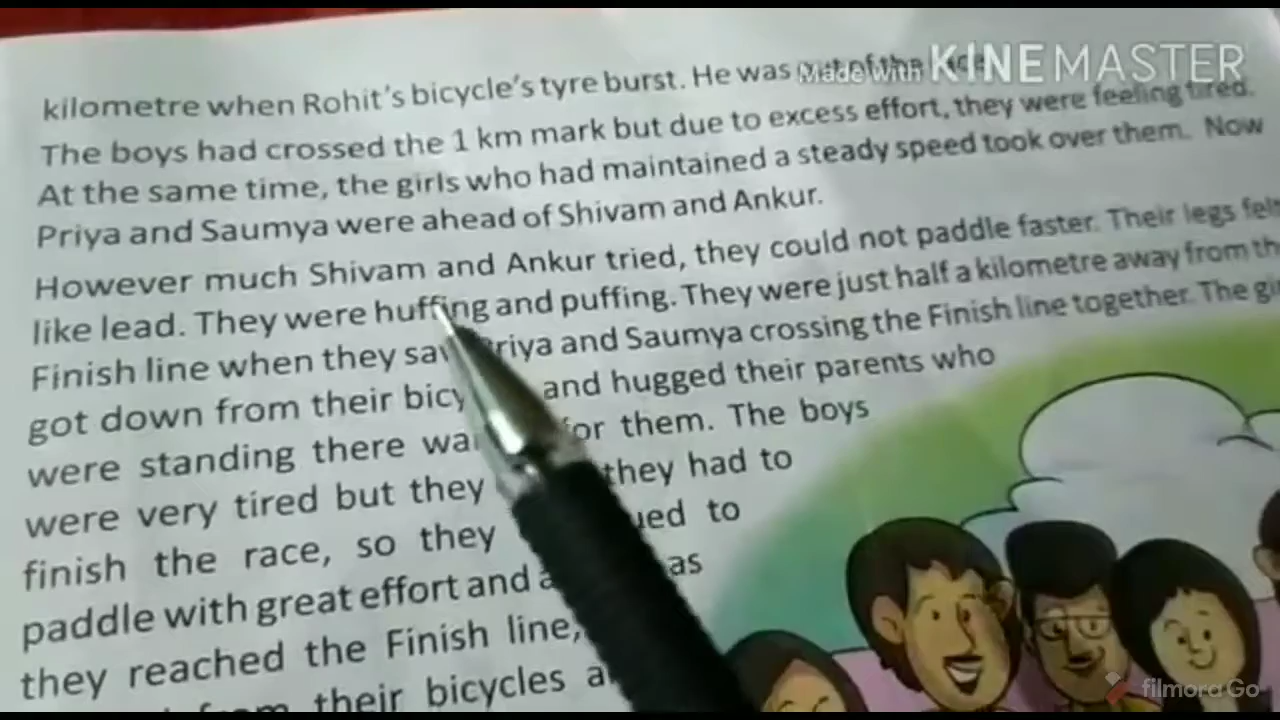 Made with KINEMASTER
kilometre when Rohit's bicycle's tyre burst. He was out of the race
The boys had crossed the 1 km mark but due to excess effort, they were feeling tired.
At the same time, the girls who had maintained a steady speed took over them. Now
Priya and Saumya were ahead of Shivam and Ankur.
However much Shivam and Ankur tried, they could not paddle faster. Their legs felt
like lead. They were huffing and puffing. They were just half a kilometre away from
Finish line when they Priya and Saumya crossing the Finish line together. The
got down from their and hugged their parents who
were standing there for them. The boys
were very tired but they they had to
finish the race, so they to
paddle with great effort and as
they reached the Finish line,
from their bicycles
filmora Go